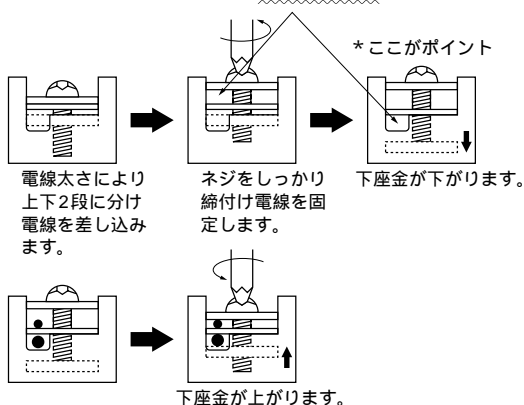 *ここがポイント
電線太さにより
上下2段に分け
電線を差し込み
ます。
ネジをしっかり
締付け電線を固
定します。
下座金が下がります。
下座金が上がります。